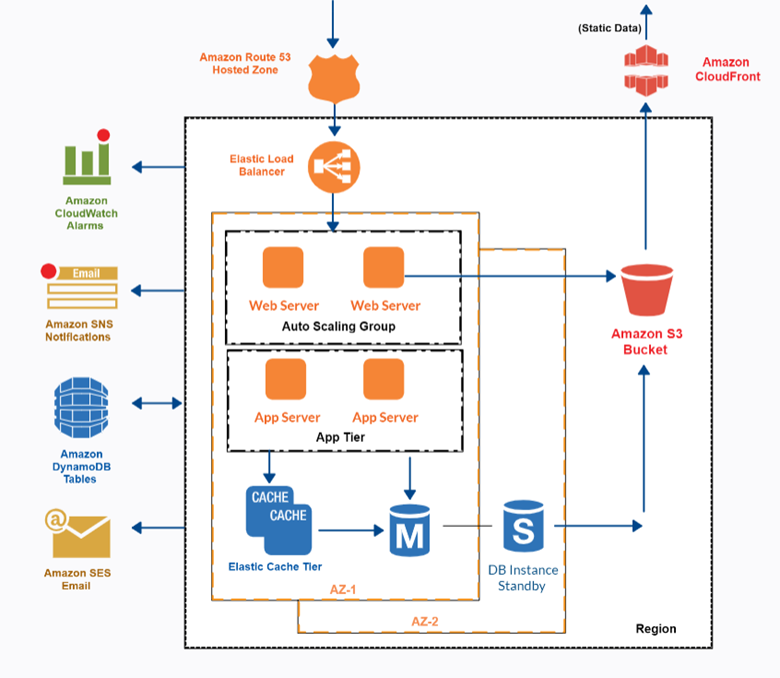 (Static Data)
Amazon Route 53
Hosted Zone
Amazon
CloudFront
Elastic Load
Balancer
Amazon
CloudWatch
Alarms
Email
Amazon SNS
Notifications
Web Server
Web Server
Auto Scaling Group
Amazon S3
Bucket
App Server
App Server
App Tier
Amazon
DynamoDB
Tables
CACHE
CACHE
Elastic Cache Tier
M
S
DB Instance
Standby
@
Amazon SES
Email
AZ-1
AZ-2
Region